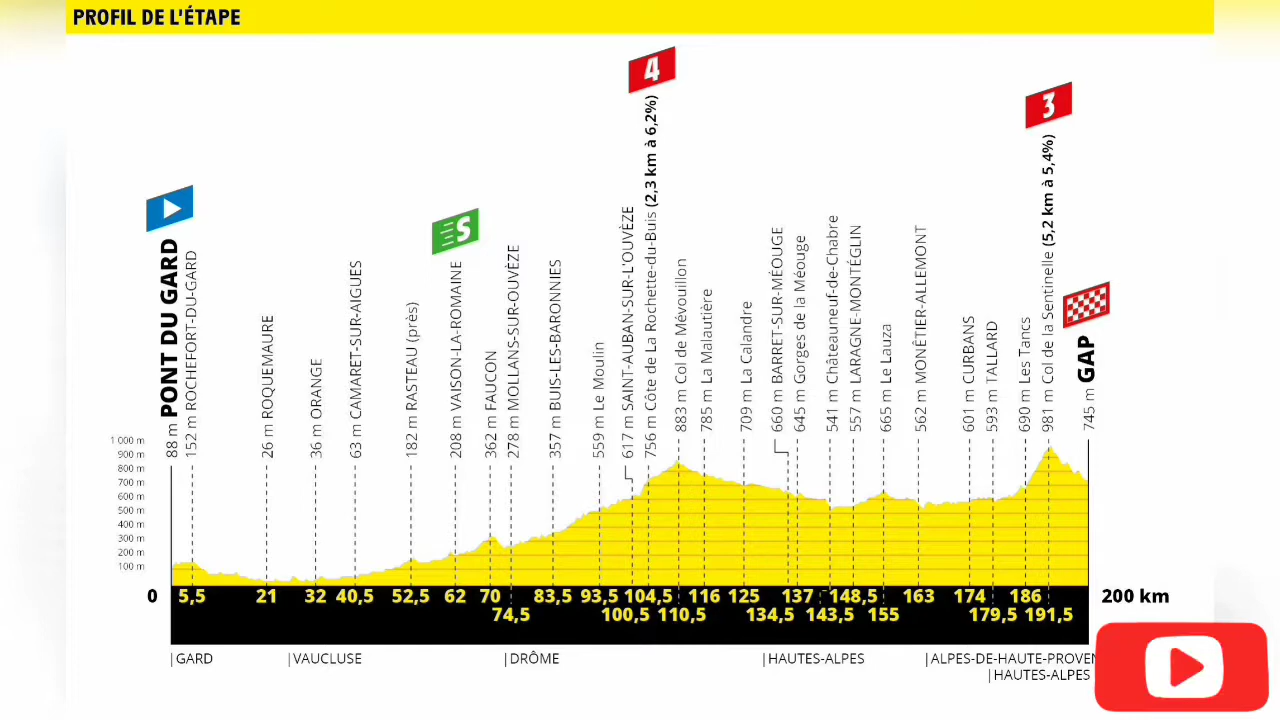 PROFIL DE L'ÉTAPE
4
3
S
88 m PONT DU GARD
152 m ROCHEFORT-DU-GARD
26 m ROQUEMAURE
36 m ORANGE
63 m CAMARET-SUR-AIGUES
182 m RASTEAU (près)
208 m VAISON-LA-ROMAINE
362 m FAUCON
278 m MOLLANS-SUR-OUVÈZE
357 m BUIS-LES-BARONNIES
559 m Le Moulin
617 m SAINT-AUBAN-SUR-L'OUVÈZE
756 m Côte de La Rochette-du-Buis (2,3 km à 6,2%)
883 m Col de Mévouillon
785 m La Malautière
709 m La Calandre
660 m BARRET-SUR-MÉOUGE
645 m Gorges de la Méouge
541 m Châteauneuf-de-Chabre
557 m LARAGNE-MONTÉGLIN
665 m Le Lauza
562 m MONÊTIER-ALLEMONT
601 m CURBANS
593 m TALLARD
690 m Les Tancs
981 m Col de la Sentinelle (5,2 km à 5,4%)
745 m GAP
1 000 m
900 m
800 m
700 m
600 m
500 m
400 m
300 m
200 m
100 m
0 5,5 21 32 40,5 52,5 62 70 83,5 93,5 104,5 116 125 137 148,5 163 174 186 200 km
74,5 100,5 110,5 134,5 143,5 155 179,5 191,5
|GARD |VAUCLUSE |DRÔME |HAUTES-ALPES |ALPES-DE-HAUTE-PROVEN
|HAUTES-ALPES